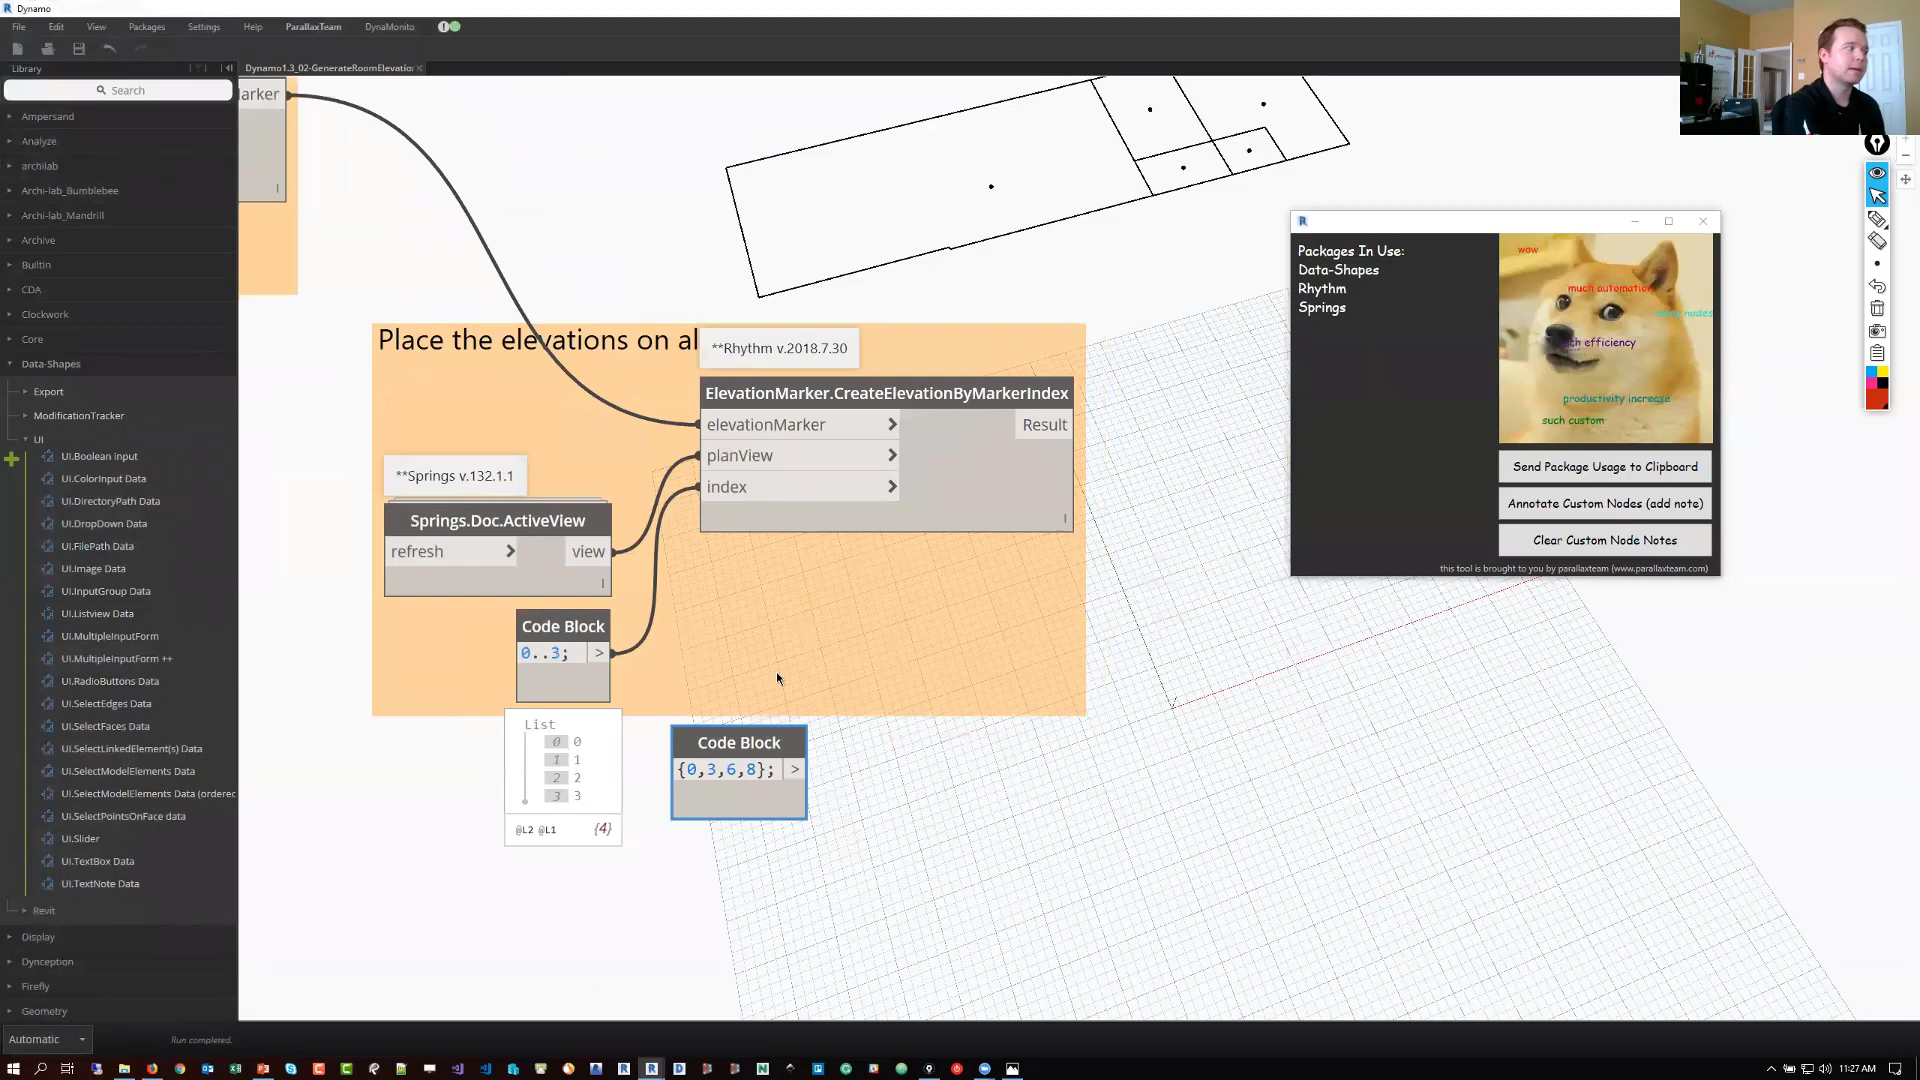 Dynamo
File Edit View Packages Settings Help ParallaxTeam DynaMonito
Library
Dynamo1.3_02-GenerateRoomElevatio
Search
Ampersand
Analyze
archilab
Archi-lab_Bumblebee
Archi-lab_Mandrill
Archive
BuiltIn
CDA
Clockwork
Core
Data-Shapes
Export
ModificationTracker
UI
UI.Boolean input
UI.ColorInput Data
UI.DirectoryPath Data
UI.DropDown Data
UI.FilePath Data
UI.Image Data
UI.InputGroup Data
UI.Listview Data
UI.MultipleInputForm
UI.MultipleInputForm ++
UI.RadioButtons Data
UI.SelectEdges Data
UI.SelectFaces Data
UI.SelectLinkedElement(s) Data
UI.SelectModelElements Data
UI.SelectModelElements Data (orderec
UI.SelectPointsOnFace data
UI.Slider
UI.TextBox Data
UI.TextNote Data
Revit
Display
Dynception
Firefly
Geometry
Automatic
Run completed.
larker
Place the elevations on al
**Rhythm v.2018.7.30
ElevationMarker.CreateElevationByMarkerIndex
elevationMarker > Result
planView >
index >
**Springs v.132.1.1
Springs.Doc.ActiveView
refresh > view
Code Block
0..3; >
List
0 0
1 1
2 2
3 3
@L2 @L1 {4}
Code Block
{0,3,6,8}; >
Packages In Use:
Data-Shapes
Rhythm
Springs
wow
much automation
efficiency
productivity increase
such custom
Send Package Usage to Clipboard
Annotate Custom Nodes (add note)
Clear Custom Node Notes
this tool is brought to you by parallaxteam (www.parallaxteam.com)
11:27 AM